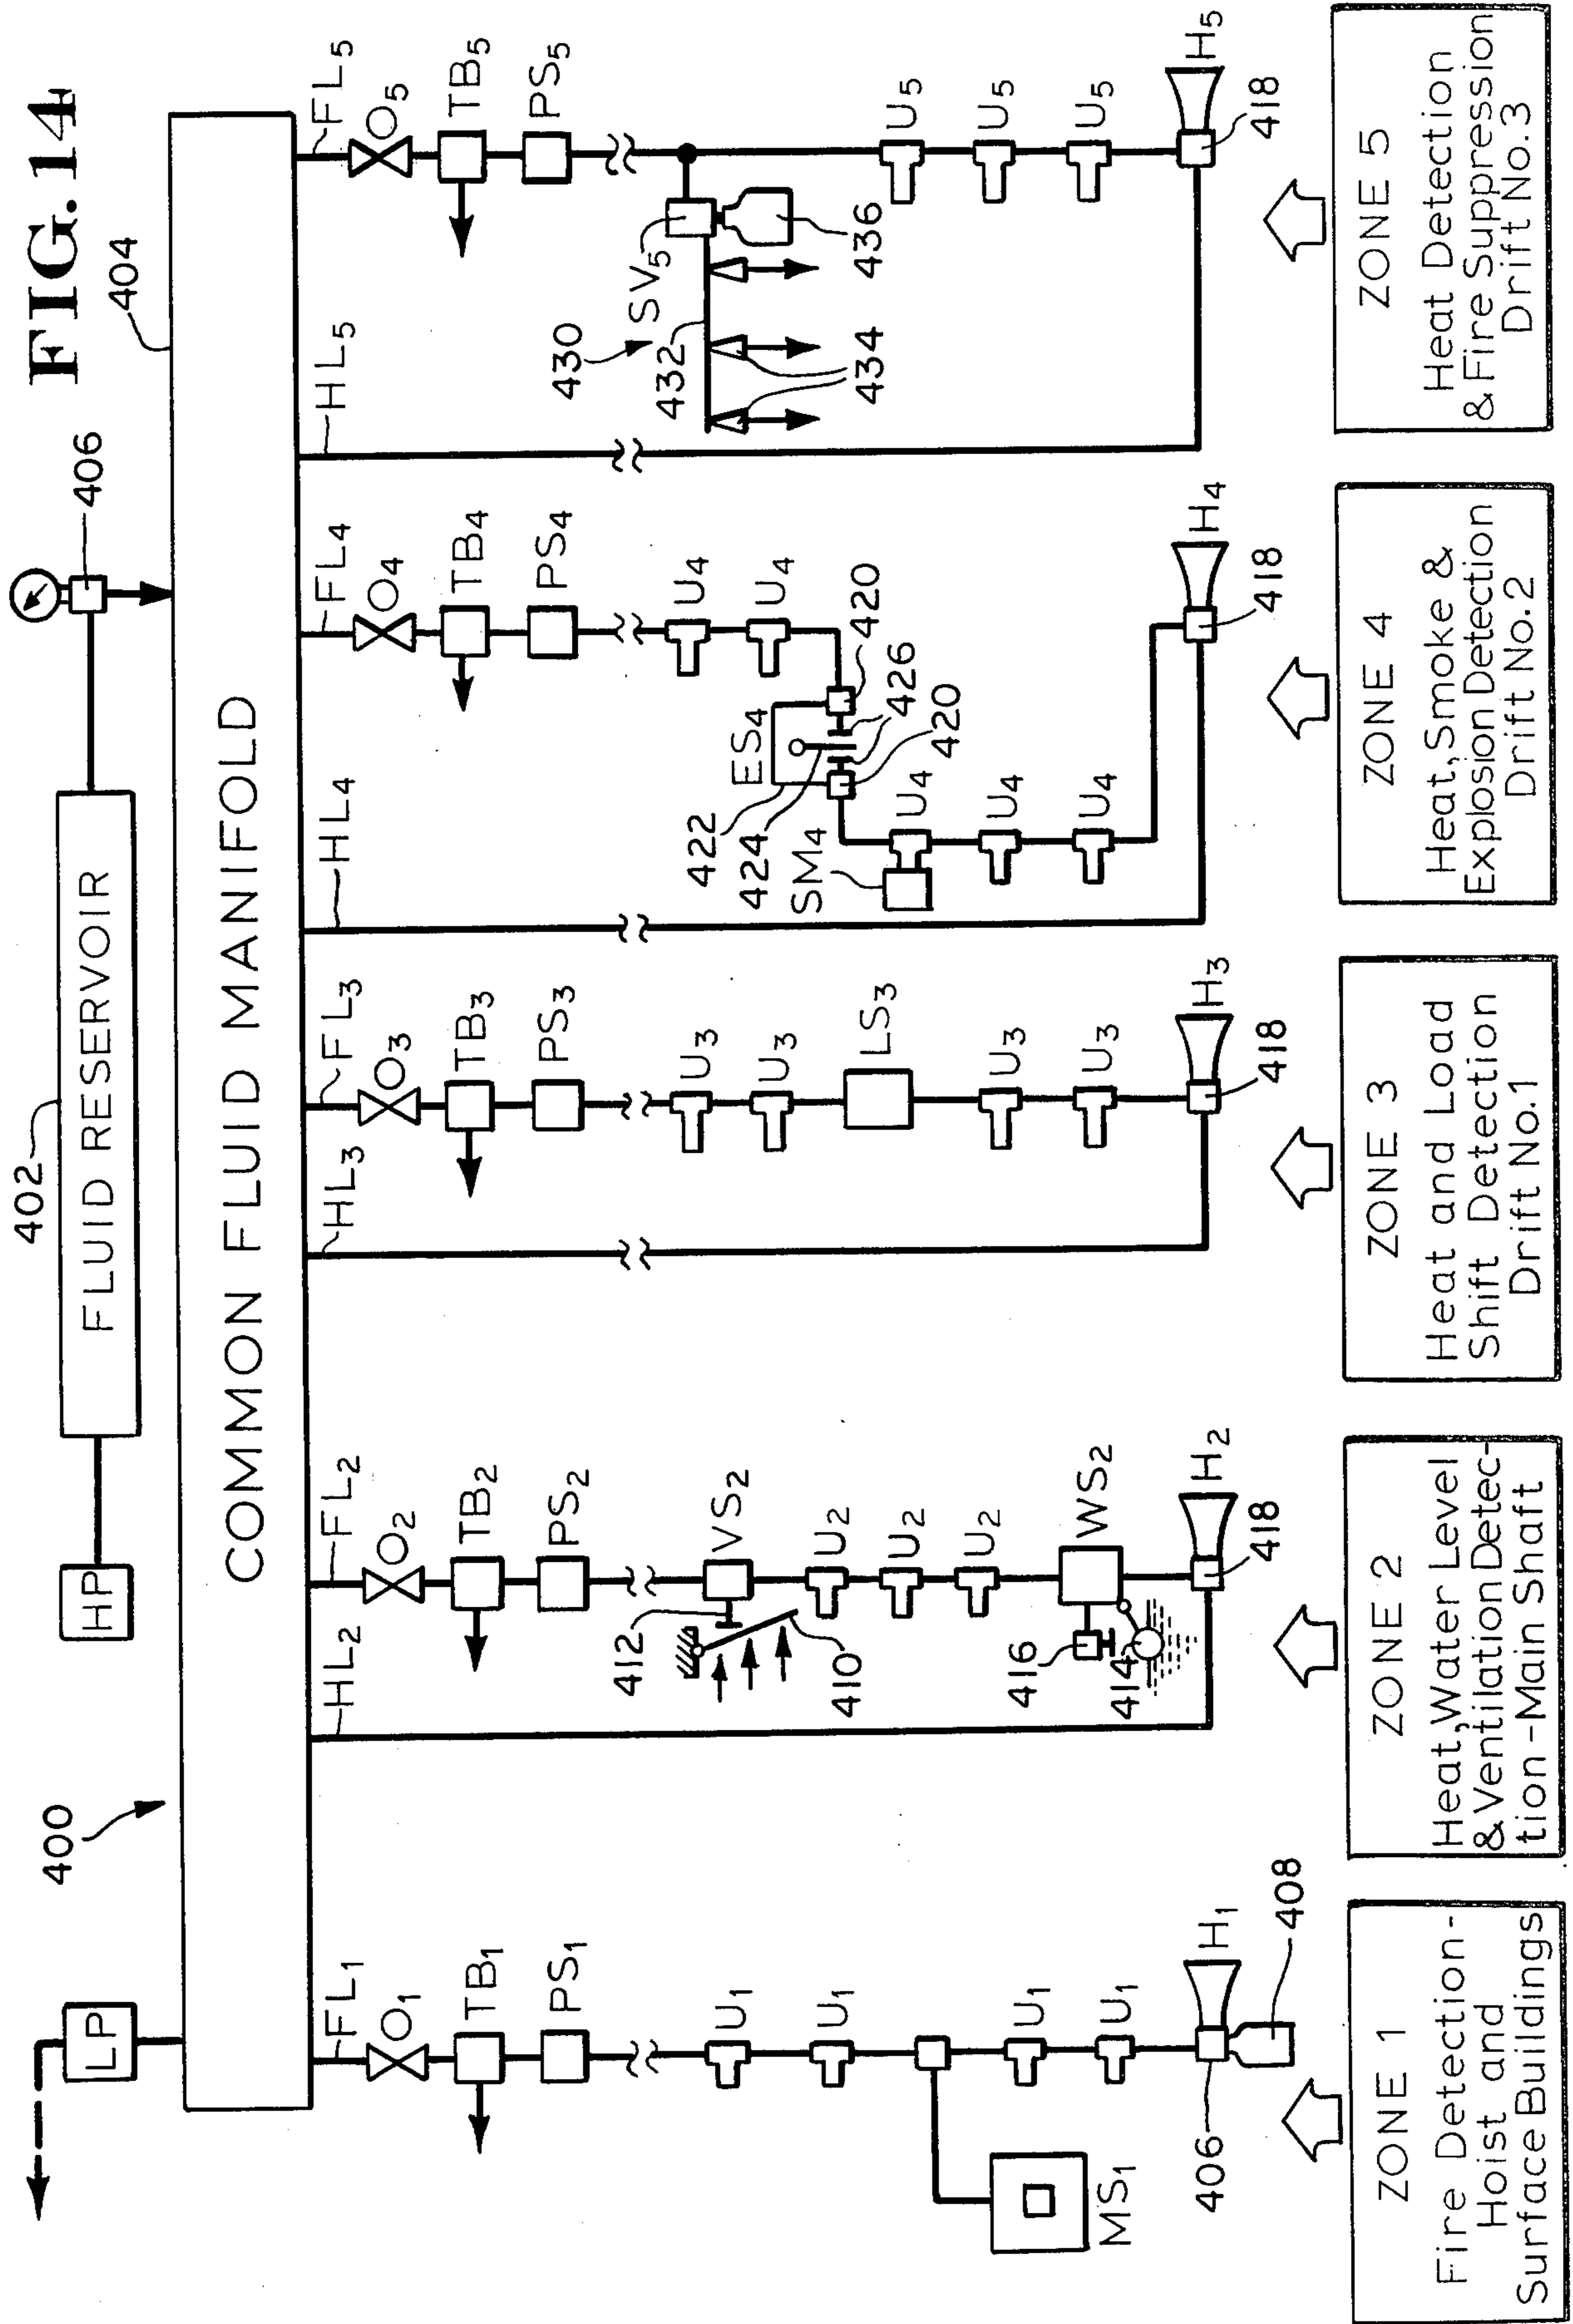 FIG.14
402
FLUID RESERVOIR
HP
LP
406
404
400
COMMON FLUID MANIFOLD
FL1
O1
TB1
PS1
U1
U1
MS1
U1
U1
H1
406
408
ZONE 1
Fire Detection-
Hoist and
Surface Buildings
HL2
FL2
O2
TB2
PS2
VS2
412
410
U2
U2
U2
WS2
416
414
H2
418
ZONE 2
Heat, Water Level
& Ventilation Detec-
tion - Main Shaft
HL3
FL3
O3
TB3
PS3
U3
U3
LS3
U3
U3
H3
418
ZONE 3
Heat and Load
Shift Detection
Drift No.1
HL4
FL4
O4
TB4
PS4
U4
U4
420
ES4
426
422
424
420
SM4
U4
U4
U4
H4
418
ZONE 4
Heat, Smoke &
Explosion Detection
Drift No.2
HL5
FL5
O5
TB5
PS5
430
SV5
432
434
436
U5
U5
U5
H5
418
ZONE 5
Heat Detection
& Fire Suppression
Drift No.3